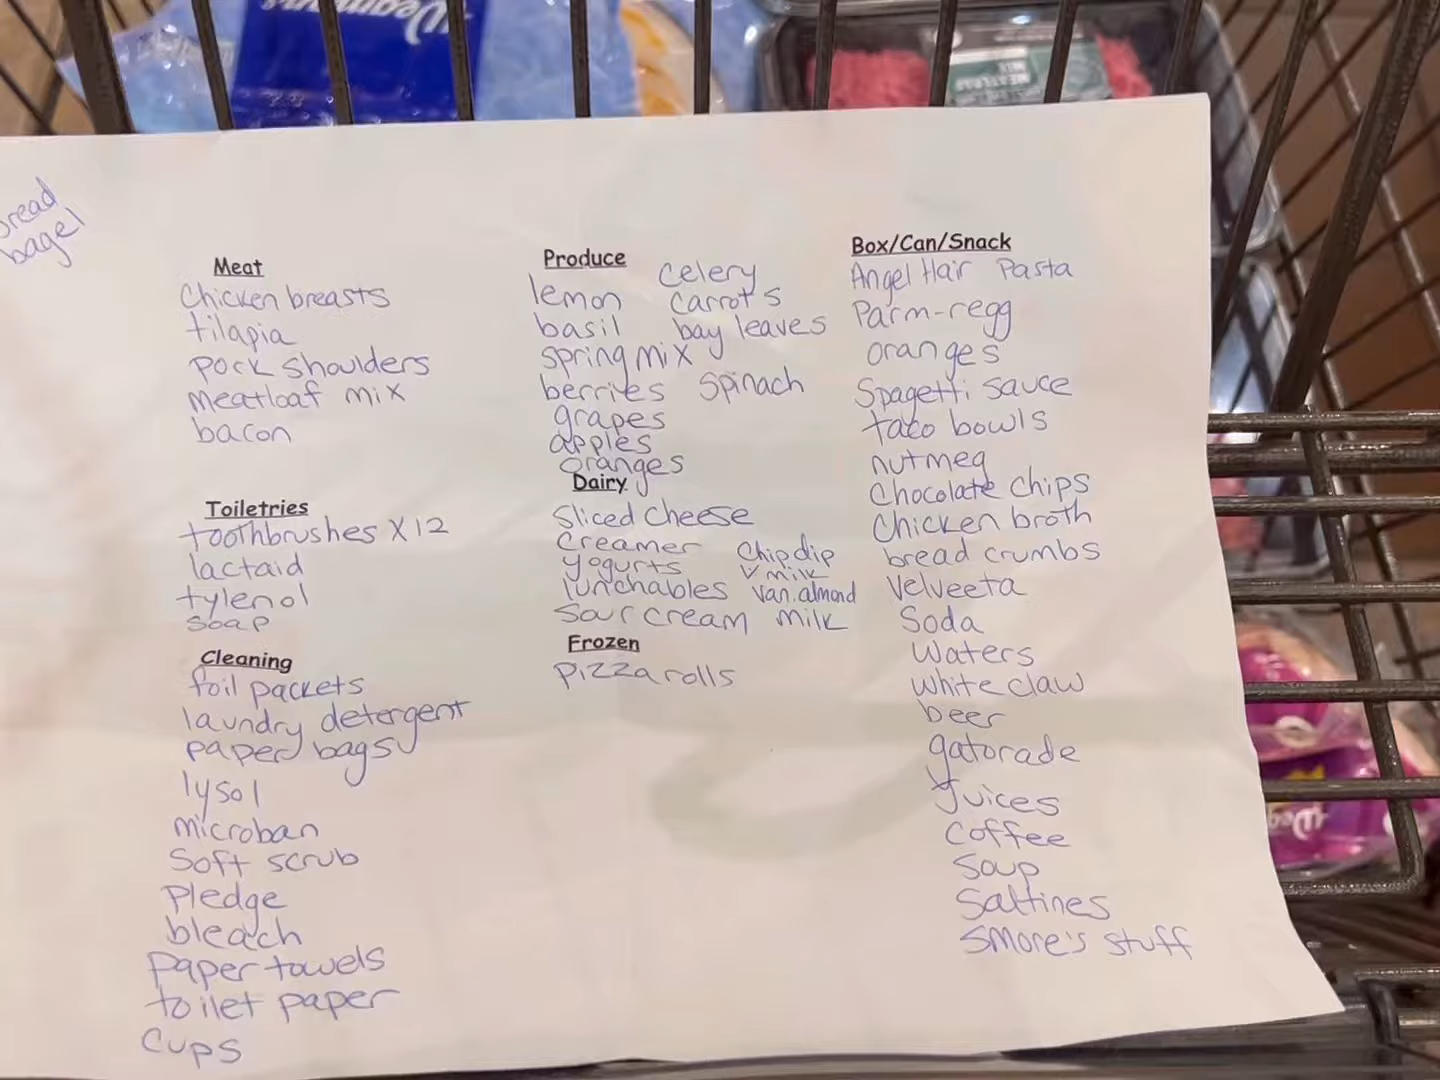 Wegmans
MEATLOAF
MIX
bread
bagel
Meat
chicken breasts
tilapia
pork shoulders
meatloaf mix
bacon
Toiletries
toothbrushes X 12
lactaid
tylenol
soap
Cleaning
foil packets
laundry detergent
paper bags
lysol
microban
soft scrub
Pledge
bleach
paper towels
toilet paper
cups
Produce
lemon celery
basil carrots
spring mix bay leaves
berries spinach
grapes
apples
oranges
Dairy
sliced cheese
creamer chip dip
yogurts v milk
lunchables van. almond
sour cream milk
Frozen
pizza rolls
Box/Can/Snack
Angel Hair Pasta
Parm-regg
oranges
Spagetti sauce
taco bowls
nutmeg
Chocolate chips
Chicken broth
bread crumbs
Velveeta
Soda
Waters
White claw
beer
gatorade
Juices
coffee
Soup
Saltines
Smore's stuff